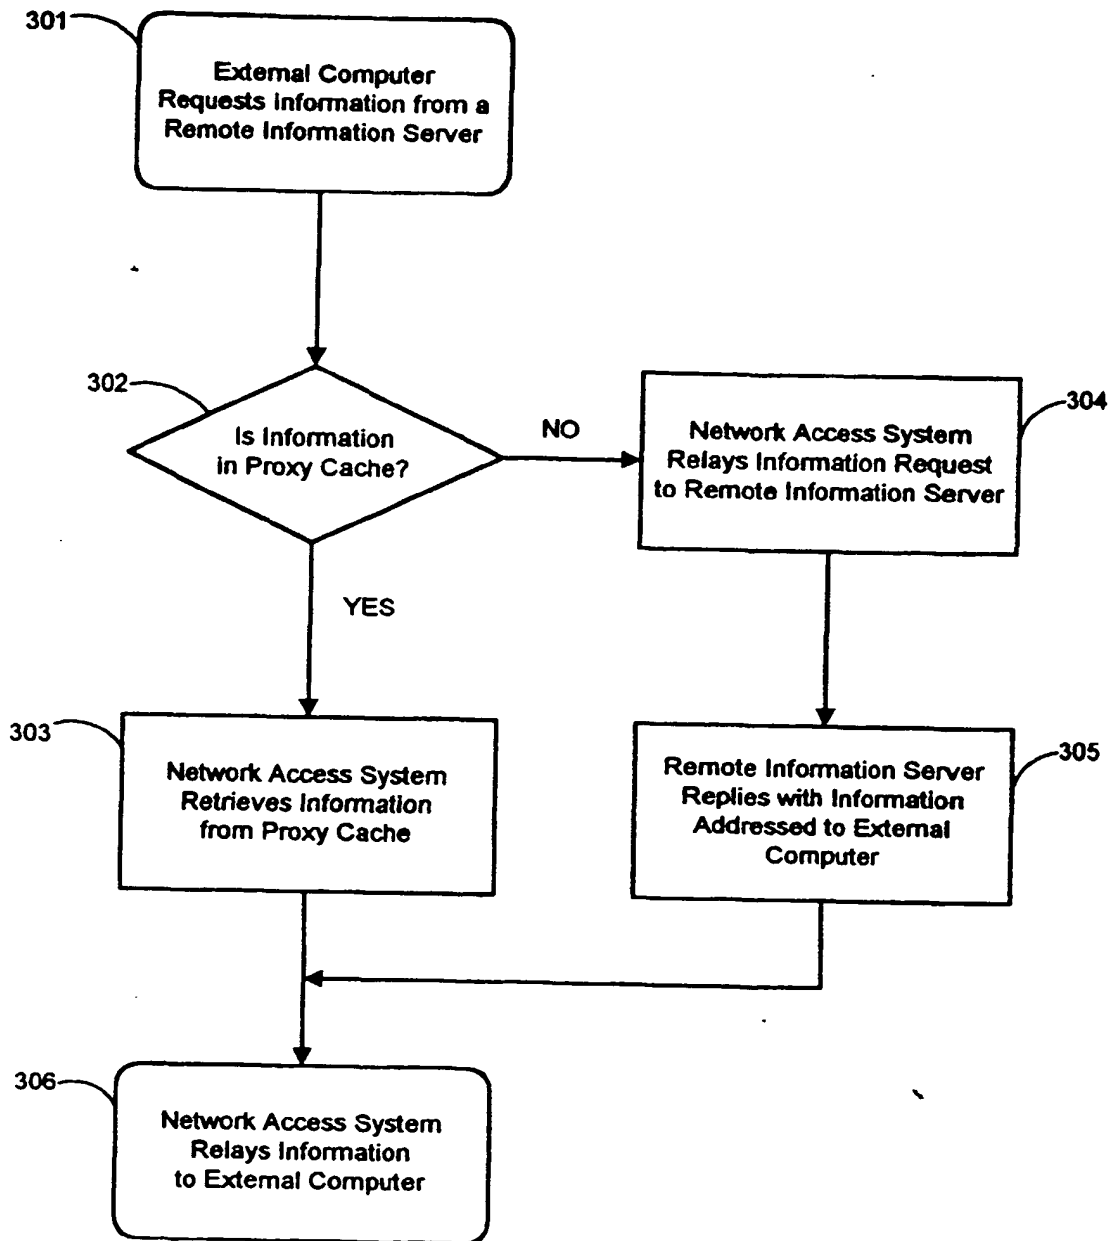 301
External Computer
Requests Information from a
Remote Information Server
302
Is Information
in Proxy Cache?
NO
304
Network Access System
Relays Information Request
to Remote Information Server
YES
303
Network Access System
Retrieves Information
from Proxy Cache
305
Remote Information Server
Replies with Information
Addressed to External
Computer
306
Network Access System
Relays Information
to External Computer